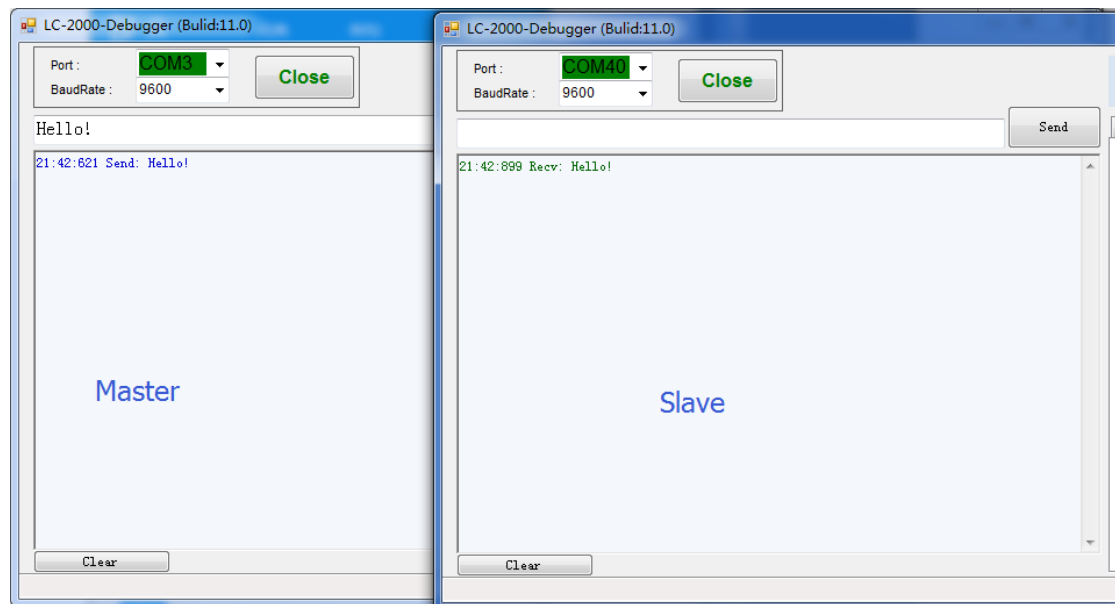 LC-2000-Debugger (Bulid:11.0)
Port :
COM3
Close
BaudRate :
9600
Hello!
21:42:621 Send: Hello!
Master
Clear
LC-2000-Debugger (Bulid:11.0)
Port :
COM40
Close
BaudRate :
9600
Send
21:42:899 Recv: Hello!
Slave
Clear